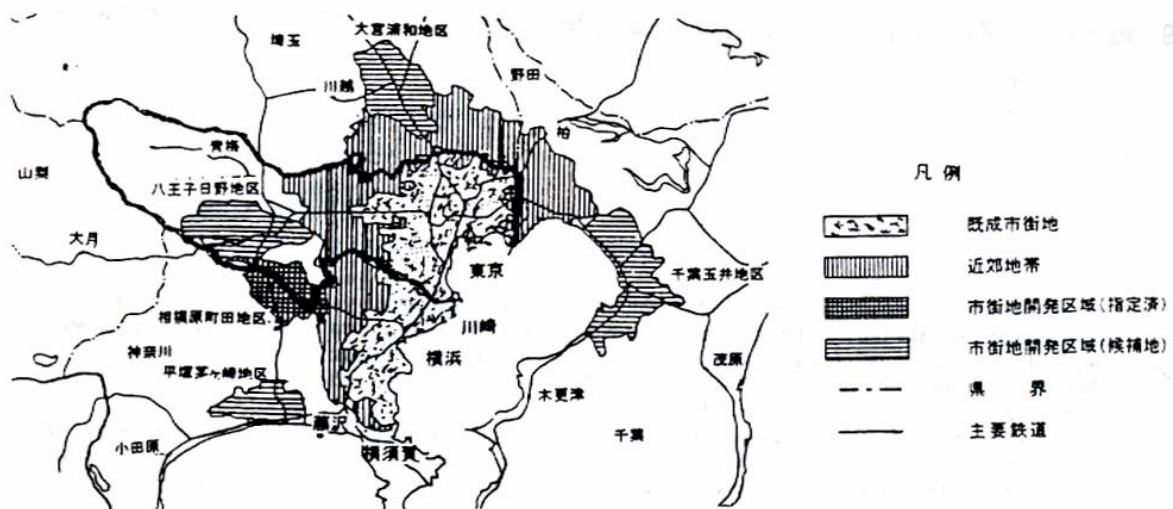 埼玉
大宮浦和地区
川越
野田
柏
青梅
山梨
八王子日野地区
大月
東京
千葉玉井地区
相模原町田地区
川崎
神奈川
横浜
平塚茅ヶ崎地区
茂原
木更津
藤沢
小田原
横須賀
千葉
凡例
既成市街地
近郊地帯
市街地開発区域(指定済)
市街地開発区域(候補地)
県界
主要鉄道